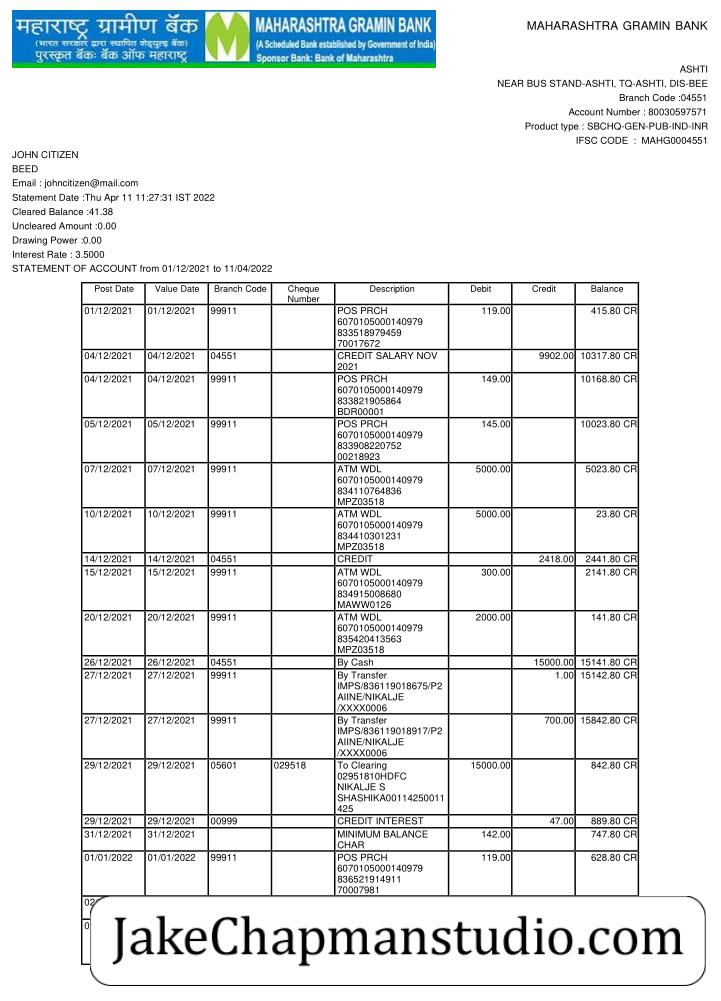 महाराष्ट्र ग्रामीण बैंक
(भारत सरकार द्वारा स्थापित शेड्युल्ड बैंक)
पुरस्कृत बैंकः बैंक ऑफ महाराष्ट्र
MAHARASHTRA GRAMIN BANK
(A Scheduled Bank established by Government of India)
Sponsor Bank: Bank of Maharashtra
MAHARASHTRA GRAMIN BANK
ASHTI
NEAR BUS STAND-ASHTI, TQ-ASHTI, DIS-BEE
Branch Code :04551
Account Number : 80030597571
Product type : SBCHQ-GEN-PUB-IND-INR
IFSC CODE : MAHG0004551
JOHN CITIZEN
BEED
Email : johncitizen@mail.com
Statement Date :Thu Apr 11 11:27:31 IST 2022
Cleared Balance :41.38
Uncleared Amount :0.00
Drawing Power :0.00
Interest Rate : 3.5000
STATEMENT OF ACCOUNT from 01/12/2021 to 11/04/2022
Post Date Value Date Branch Code Cheque Description Debit Credit Balance
Number
01/12/2021 01/12/2021 99911 POS PRCH 119.00 415.80 CR
6070105000140979
833518979459
70017672
04/12/2021 04/12/2021 04551 CREDIT SALARY NOV 9902.00 10317.80 CR
2021
04/12/2021 04/12/2021 99911 POS PRCH 149.00 10168.80 CR
6070105000140979
833821905864
BDR00001
05/12/2021 05/12/2021 99911 POS PRCH 145.00 10023.80 CR
6070105000140979
833908220752
00218923
07/12/2021 07/12/2021 99911 ATM WDL 5000.00 5023.80 CR
6070105000140979
834110764836
MPZ03518
10/12/2021 10/12/2021 99911 ATM WDL 5000.00 23.80 CR
6070105000140979
834410301231
MPZ03518
14/12/2021 14/12/2021 04551 CREDIT 2418.00 2441.80 CR
15/12/2021 15/12/2021 99911 ATM WDL 300.00 2141.80 CR
6070105000140979
834915008680
MAWW0126
20/12/2021 20/12/2021 99911 ATM WDL 2000.00 141.80 CR
6070105000140979
835420413563
MPZ03518
26/12/2021 26/12/2021 04551 By Cash 15000.00 15141.80 CR
27/12/2021 27/12/2021 99911 By Transfer 1.00 15142.80 CR
IMPS/836119018675/P2
AIINE/NIKALJE
/XXXX0006
27/12/2021 27/12/2021 99911 By Transfer 700.00 15842.80 CR
IMPS/836119018917/P2
AIINE/NIKALJE
/XXXX0006
29/12/2021 29/12/2021 05601 029518 To Clearing 15000.00 842.80 CR
02951810HDFC
NIKALJE S
SHASHIKA00114250011
425
29/12/2021 29/12/2021 00999 CREDIT INTEREST 47.00 889.80 CR
31/12/2021 31/12/2021 MINIMUM BALANCE 142.00 747.80 CR
CHAR
01/01/2022 01/01/2022 99911 POS PRCH 119.00 628.80 CR
6070105000140979
836521914911
70007981
JakeChapmanstudio.com